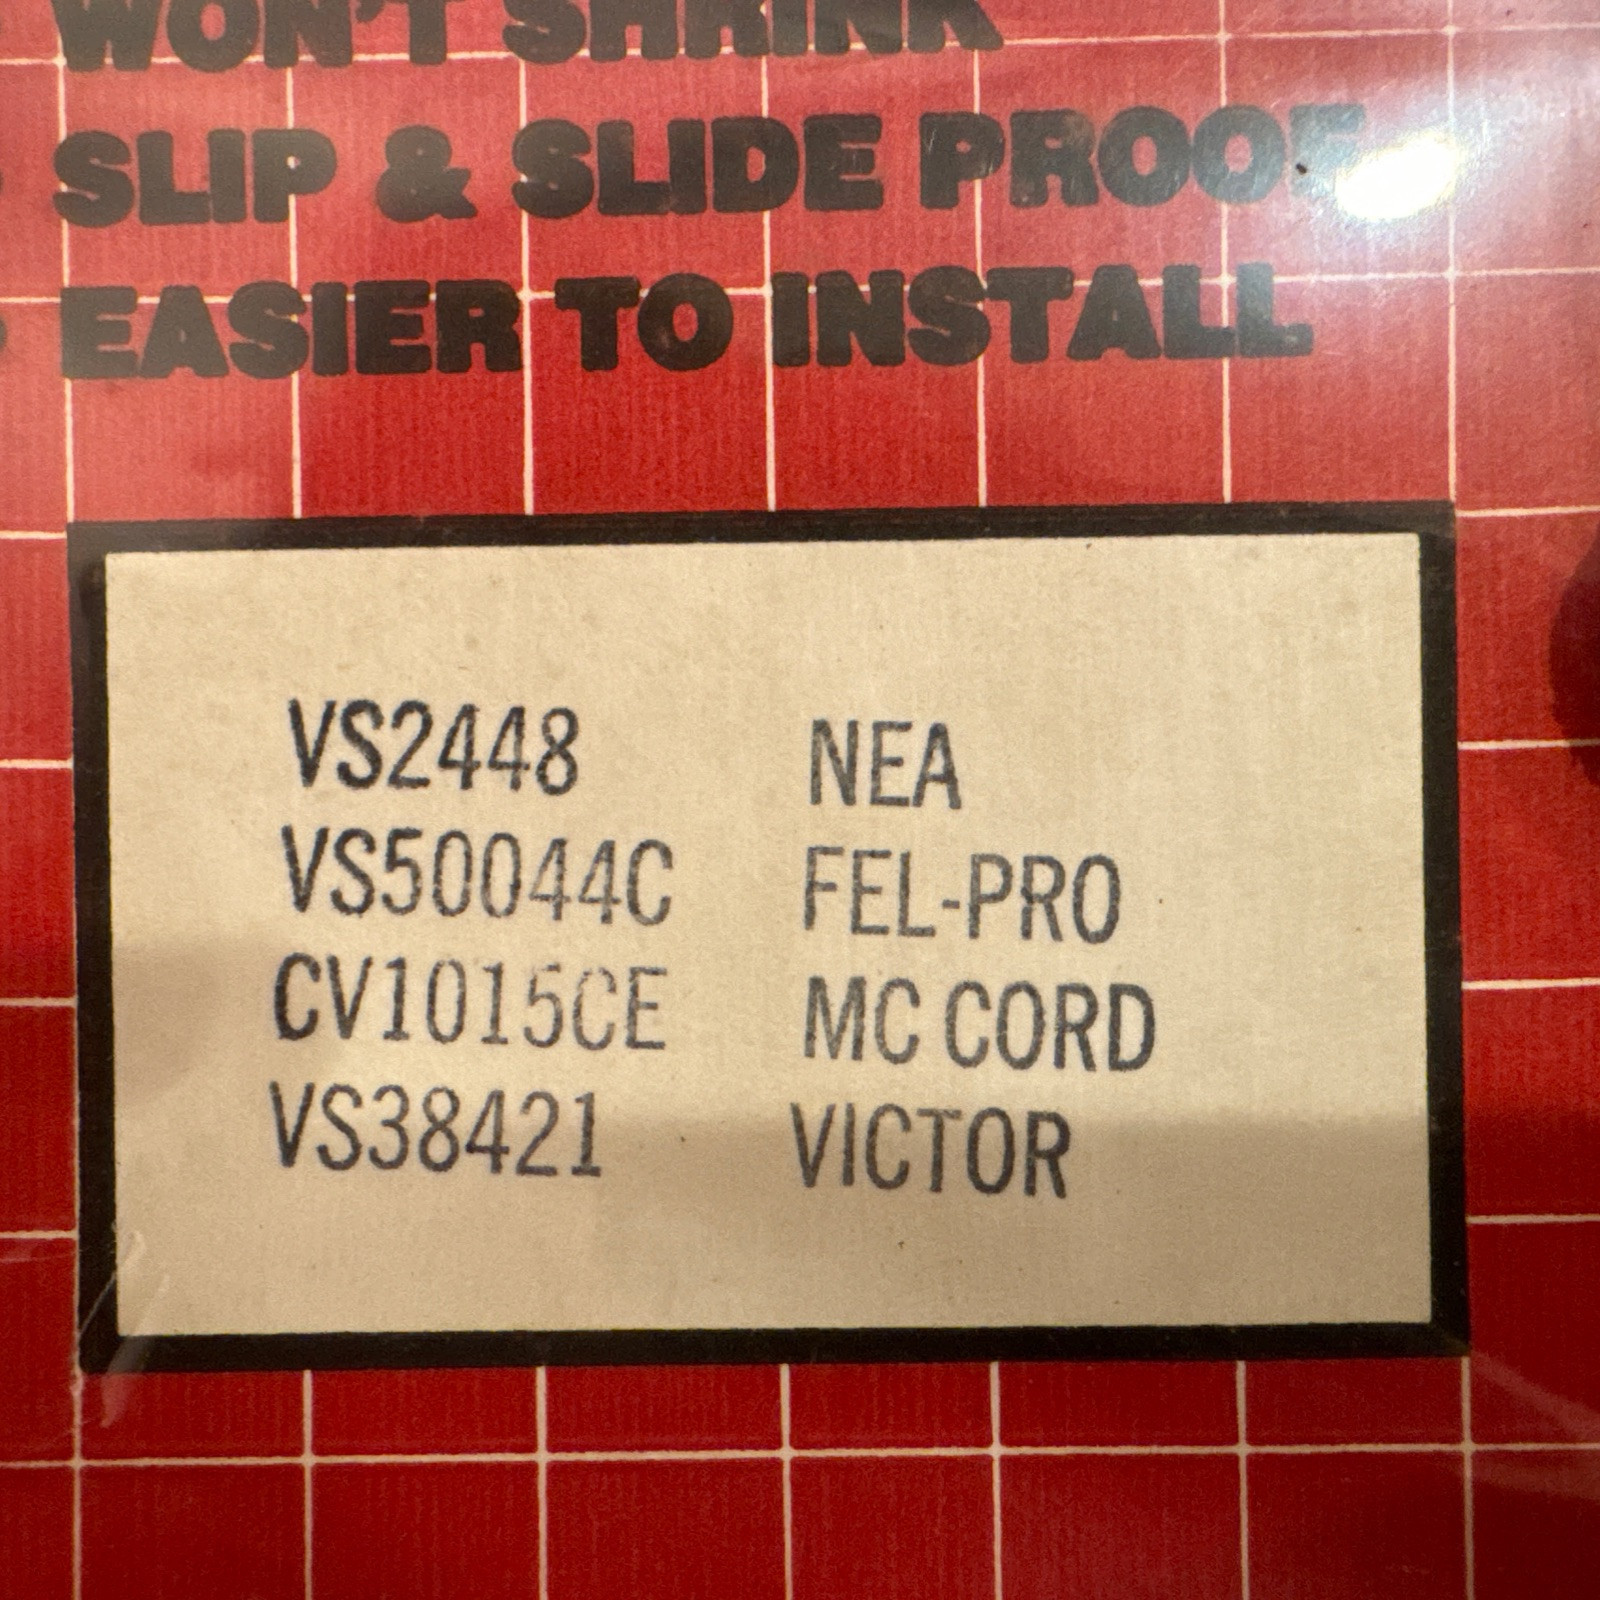 WON'T SHRINK
SLIP & SLIDE PROOF
EASIER TO INSTALL
VS2448 NEA
VS50044C FEL-PRO
CV1015CE MC CORD
VS38421 VICTOR